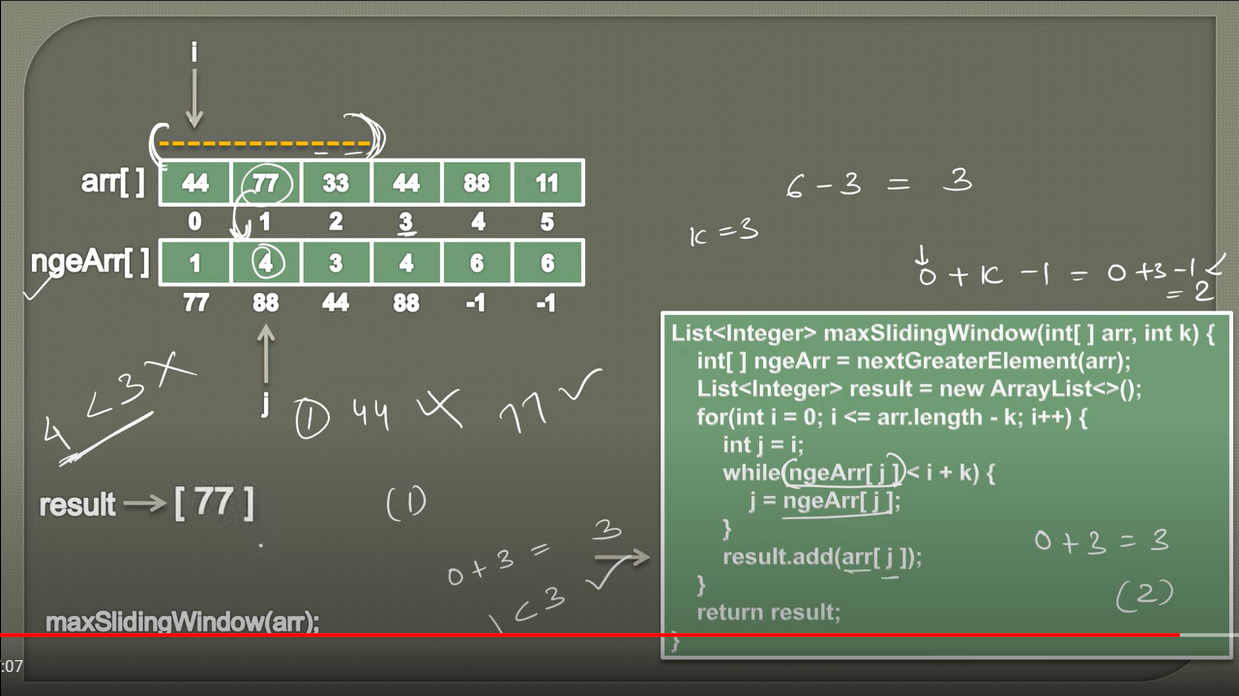 i
arr[ ] 44 77 33 44 88 11
0 1 2 3 4 5
ngeArr[ ] 1 4 3 4 6 6
77 88 44 88 -1 -1
j
6 - 3 = 3
K = 3
0 + K - 1 = 0 + 3 - 1
= 2
4 < 3 ✗
① 44 ✗ 77 ✓
result → [ 77 ]
(1)
0 + 3 = 3
1 < 3 ✓
maxSlidingWindow(arr);
List<Integer> maxSlidingWindow(int[ ] arr, int k) {
int[ ] ngeArr = nextGreaterElement(arr);
List<Integer> result = new ArrayList<>();
for(int i = 0; i <= arr.length - k; i++) {
int j = i;
while(ngeArr[ j ] < i + k) {
j = ngeArr[ j ];
}
result.add(arr[ j ]);
}
return result;
}
0 + 3 = 3
(2)
:07